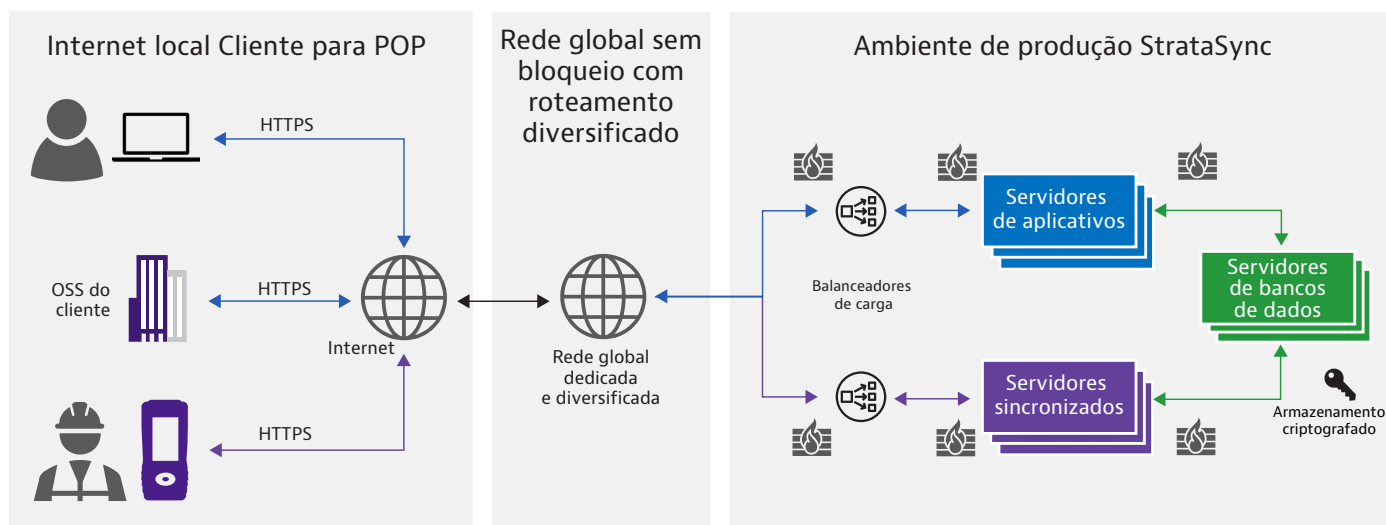 Internet local Cliente para POP
HTTPS
OSS do
cliente
HTTPS
Internet
HTTPS
Rede global sem
bloqueio com
roteamento
diversificado
Rede global
dedicada
e diversificada
Ambiente de produção StrataSync
Balanceadores
de carga
Servidores
de aplicativos
Servidores
sincronizados
Servidores
de bancos
de dados
Armazenamento
criptografado